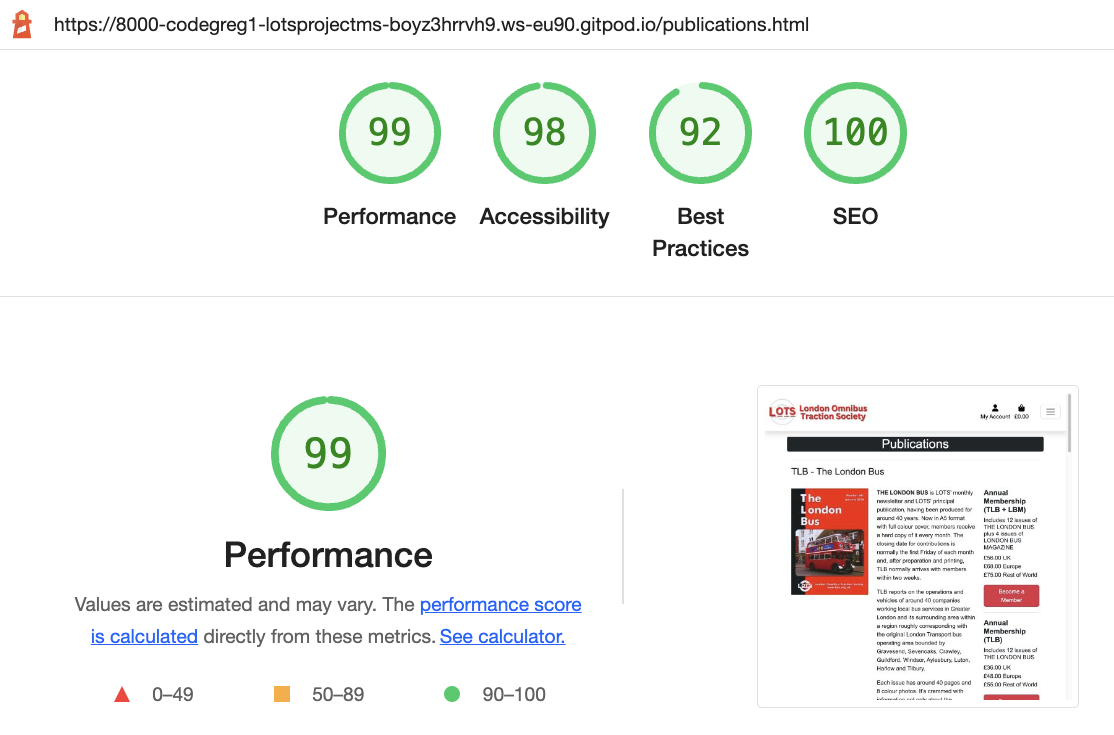 https://8000-codegreg1-lotsprojectms-boyz3hrrvh9.ws-eu90.gitpod.io/publications.html
99
98
92
100
Performance
Accessibility
Best
Practices
SEO
99
Performance
Values are estimated and may vary. The performance score
is calculated directly from these metrics. See calculator.
0–49
50–89
90–100
LOTS London Omnibus
Traction Society
My Account £0.00
Publications
TLB - The London Bus
The
London
Bus
THE LONDON BUS is LOTS' monthly
newsletter and LOTS' principal
publication, having been produced for
around 40 years. Now in A5 format
with full colour cover, members receive
a hard copy of it every month. The
closing date for contributions is
normally the first Friday of each month
and, after preparation and printing,
TLB normally arrives with members
within two weeks.
TLB reports on the operations and
vehicles of around 40 companies
working local bus services in Greater
London and its surrounding area within
a region roughly corresponding with
the original London Transport bus
operating area bounded by
Gravesend, Sevenoaks, Crawley,
Guildford, Windsor, Aylesbury, Luton,
Harlow and Tilbury.
Each issue has around 40 pages and
8 colour photos. It's crammed with
Annual
Membership
(TLB + LBM)
Includes 12 issues of
THE LONDON BUS
plus 4 issues of
LONDON BUS
MAGAZINE
£56.00 UK
£68.00 Europe
£75.00 Rest of World
Become a
Member
Annual
Membership
(TLB)
Includes 12 issues of
THE LONDON BUS
£36.00 UK
£48.00 Europe
£55.00 Rest of World